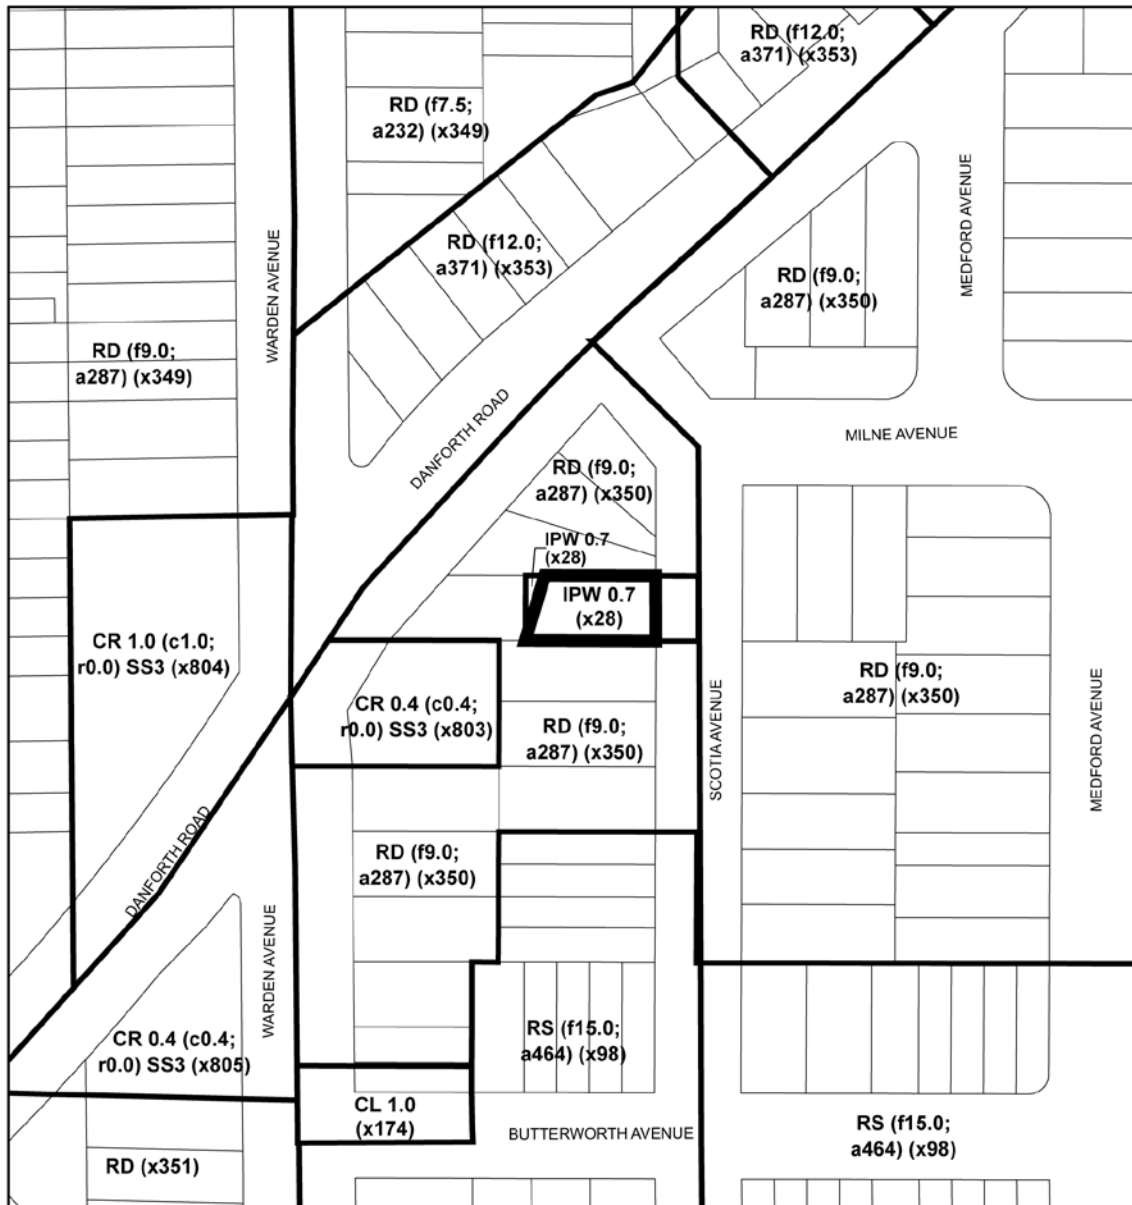 RD (f12.0;
a371) (x353)
RD (f7.5;
a232) (x349)
MEDFORD AVENUE
WARDEN AVENUE
RD (f12.0;
a371) (x353)
RD (f9.0;
a287) (x350)
RD (f9.0;
a287) (x349)
DANFORTH ROAD
MILNE AVENUE
RD (f9.0;
a287) (x350)
IPW 0.7
(x28)
IPW 0.7
(x28)
CR 1.0 (c1.0;
r0.0) SS3 (x804)
RD (f9.0;
a287) (x350)
CR 0.4 (c0.4;
r0.0) SS3 (x803)
RD (f9.0;
a287) (x350)
SCOTIA AVENUE
MEDFORD AVENUE
DANFORTH ROAD
RD (f9.0;
a287) (x350)
WARDEN AVENUE
CR 0.4 (c0.4;
r0.0) SS3 (x805)
RS (f15.0;
a464) (x98)
CL 1.0
(x174)
BUTTERWORTH AVENUE
RS (f15.0;
a464) (x98)
RD (x351)